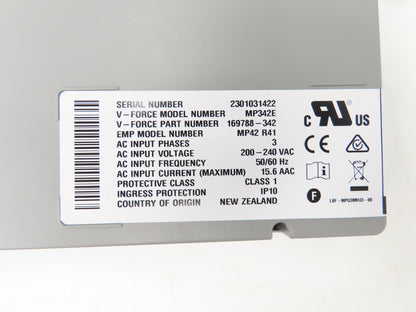 SERIAL NUMBER 2301031422
V-FORCE MODEL NUMBER MP342E
V-FORCE PART NUMBER 169788-342
EMP MODEL NUMBER MP42 R41
AC INPUT PHASES 3
AC INPUT VOLTAGE 200-240 VAC
AC INPUT FREQUENCY 50/60 Hz
AC INPUT CURRENT (MAXIMUM) 15.6 AAC
PROTECTIVE CLASS CLASS 1
INGRESS PROTECTION IP10
COUNTRY OF ORIGIN NEW ZEALAND
C RU US
CE
F